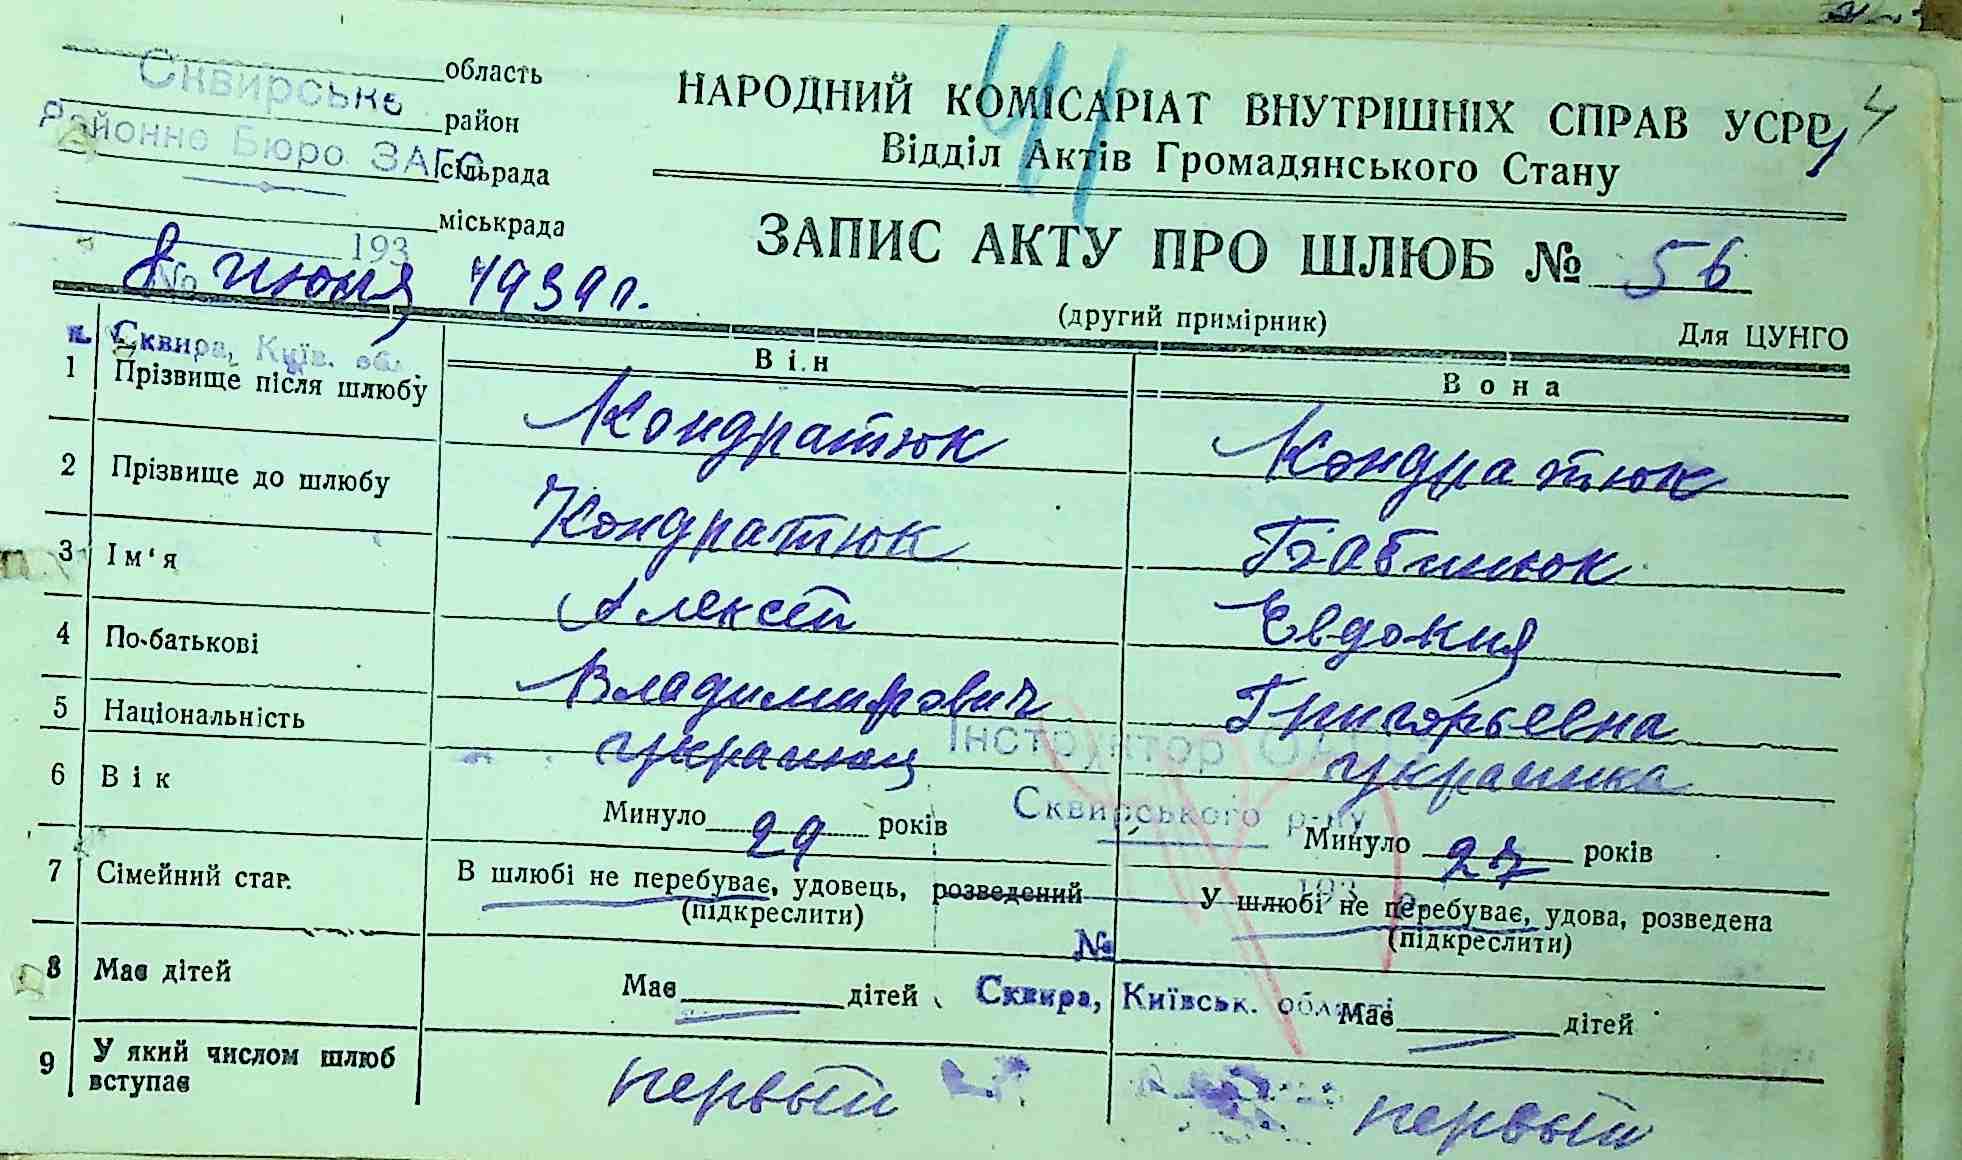 область
Сквирське
район
Районне Бюро ЗАГС
сільрада
міськрада
193
№
8 июня 1939 г.
м. Сквира, Київ. обл.
41
4
НАРОДНИЙ КОМІСАРІАТ ВНУТРІШНІХ СПРАВ УСРР
Відділ Актів Громадянського Стану
ЗАПИС АКТУ ПРО ШЛЮБ № 56
(другий примірник)
Для ЦУНГО
Він
Вона
1 Прізвище після шлюбу Кондратюк Кондратюк
2 Прізвище до шлюбу Кондратюк Бабинюк
3 Ім'я Алексей Евдокия
4 По-батькові Владимирович Григорьевна
5 Національність украинец украинка
Інструктор
Сквирського р-ну
6 Вік Минуло 29 років Минуло 27 років
193
7 Сімейний стан. В шлюбі не перебуває, удовець, розведений У шлюбі не перебуває, удова, розведена
(підкреслити) (підкреслити)
№
8 Має дітей Має дітей Має дітей
Сквира, Київськ. області
9 У який числом шлюб вступає первый первый